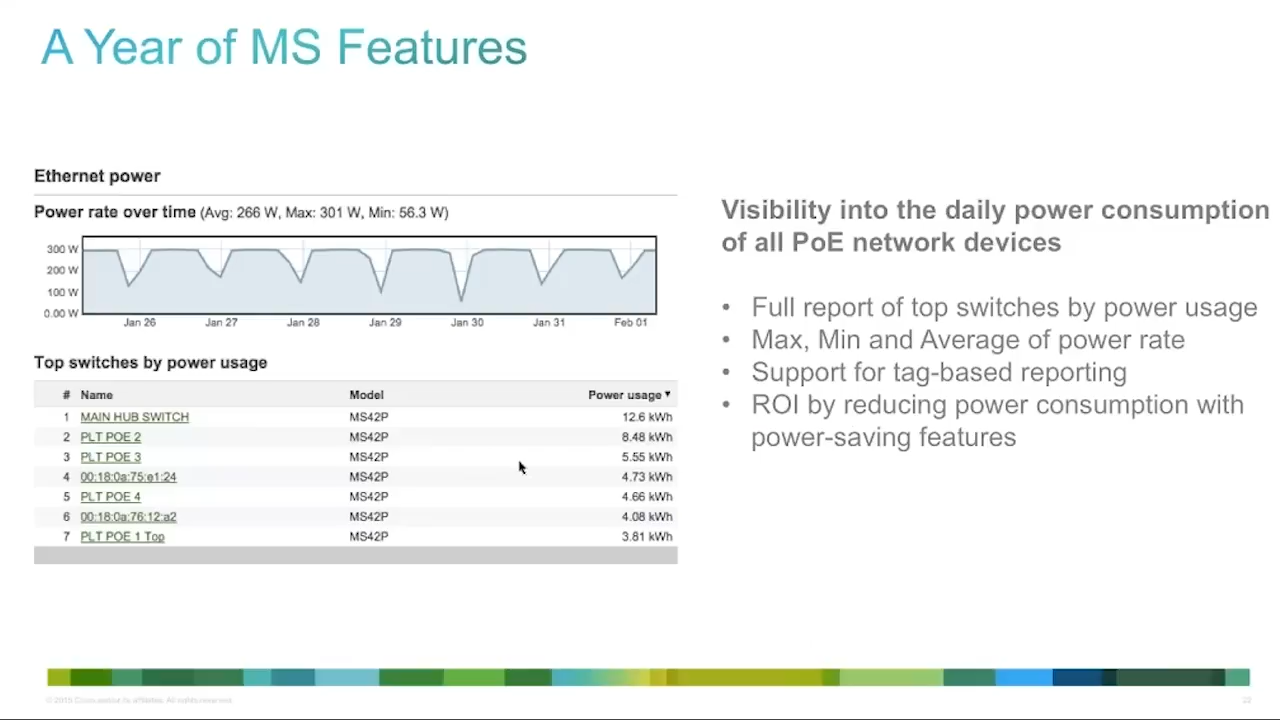 A Year of MS Features
Ethernet power
Power rate over time (Avg: 266 W, Max: 301 W, Min: 56.3 W)
300 W
200 W
100 W
0.00 W
Jan 26 Jan 27 Jan 28 Jan 29 Jan 30 Jan 31 Feb 01
Top switches by power usage
# Name Model Power usage ▼
1 MAIN HUB SWITCH MS42P 12.6 kWh
2 PLT POE 2 MS42P 8.48 kWh
3 PLT POE 3 MS42P 5.55 kWh
4 00:18:0a:75:e1:24 MS42P 4.73 kWh
5 PLT POE 4 MS42P 4.66 kWh
6 00:18:0a:76:12:a2 MS42P 4.08 kWh
7 PLT POE 1 Top MS42P 3.81 kWh
Visibility into the daily power consumption
of all PoE network devices
• Full report of top switches by power usage
• Max, Min and Average of power rate
• Support for tag-based reporting
• ROI by reducing power consumption with
power-saving features
affiliates. All rights reserved.